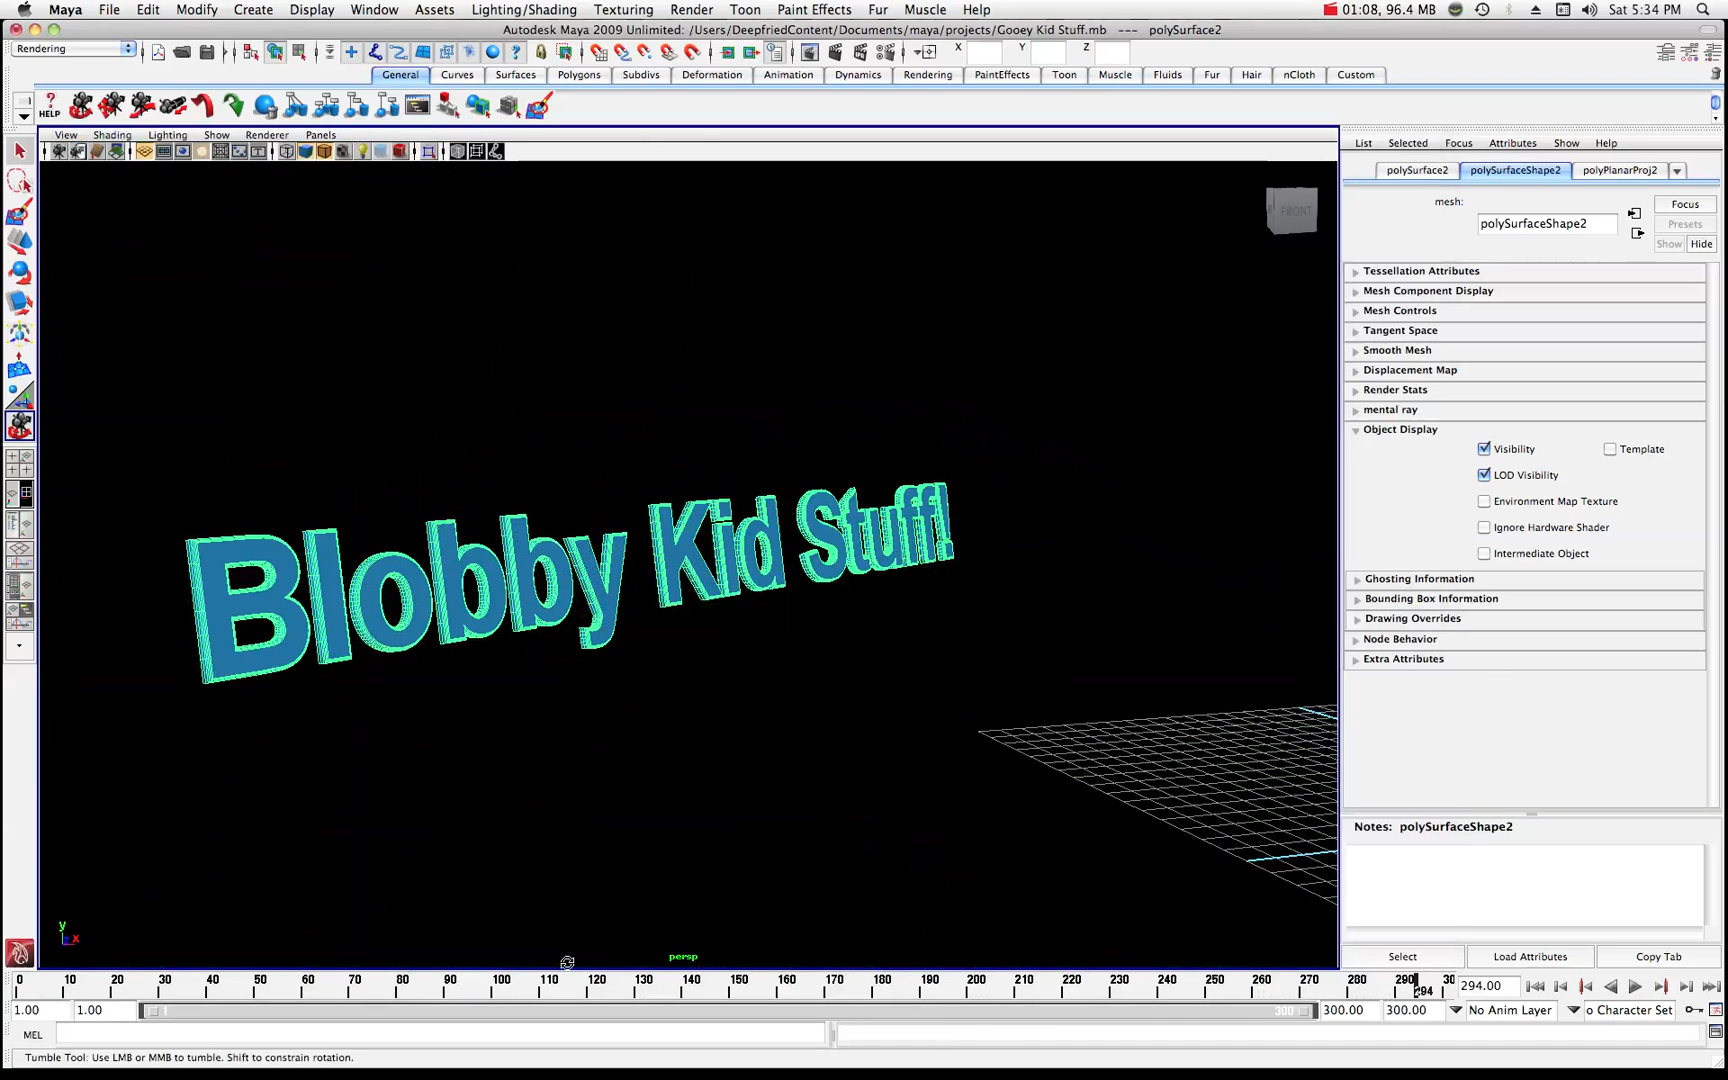 Maya File Edit Modify Create Display Window Assets Lighting/Shading Texturing Render Toon Paint Effects Fur Muscle Help 01:08, 96.4 MB Sat 5:34 PM
Autodesk Maya 2009 Unlimited: /Users/DeepfriedContent/Documents/maya/projects/Gooey Kid Stuff.mb --- polySurface2
Rendering X Y Z
General Curves Surfaces Polygons Subdivs Deformation Animation Dynamics Rendering PaintEffects Toon Muscle Fluids Fur Hair nCloth Custom
HELP
View Shading Lighting Show Renderer Panels
List Selected Focus Attributes Show Help
polySurface2 polySurfaceShape2 polyPlanarProj2
mesh: polySurfaceShape2
Focus
Presets
Show Hide
FRONT
Tessellation Attributes
Mesh Component Display
Mesh Controls
Tangent Space
Smooth Mesh
Displacement Map
Render Stats
mental ray
Object Display
Visibility Template
LOD Visibility
Environment Map Texture
Ignore Hardware Shader
Intermediate Object
Ghosting Information
Bounding Box Information
Drawing Overrides
Node Behavior
Extra Attributes
Blobby Kid Stuff!
Notes: polySurfaceShape2
y
x
persp
Select Load Attributes Copy Tab
0 10 20 30 40 50 60 70 80 90 100 110 120 130 140 150 160 170 180 190 200 210 220 230 240 250 260 270 280 290 30 294.00
294
1.00 1.00 1 300 300.00 300.00 No Anim Layer o Character Set
MEL
Tumble Tool: Use LMB or MMB to tumble. Shift to constrain rotation.